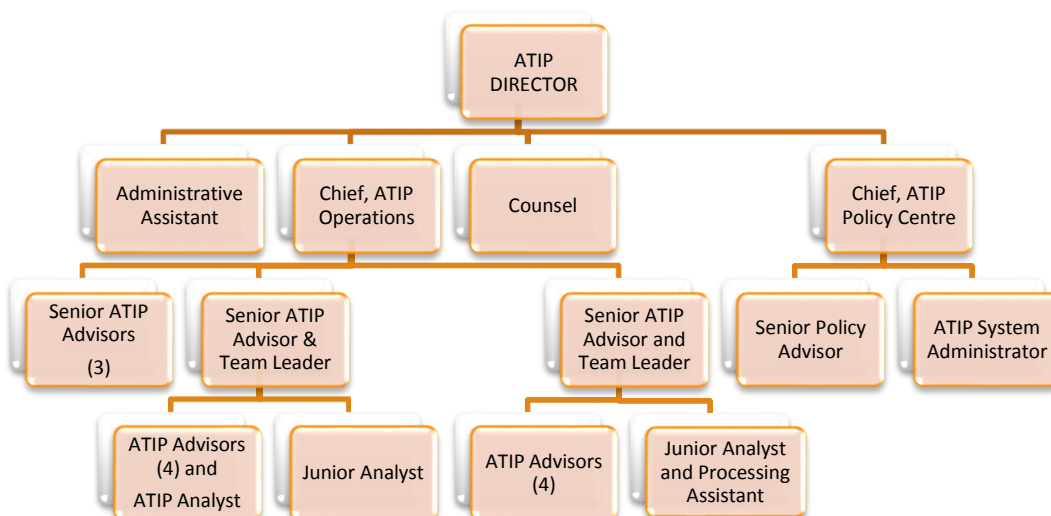 ATIP
DIRECTOR
Administrative
Assistant
Chief, ATIP
Operations
Counsel
Chief, ATIP
Policy Centre
Senior ATIP
Advisors
(3)
Senior ATIP
Advisor &
Team Leader
Senior ATIP
Advisor and
Team Leader
Senior Policy
Advisor
ATIP System
Administrator
ATIP Advisors
(4) and
ATIP Analyst
Junior Analyst
ATIP Advisors
(4)
Junior Analyst
and Processing
Assistant